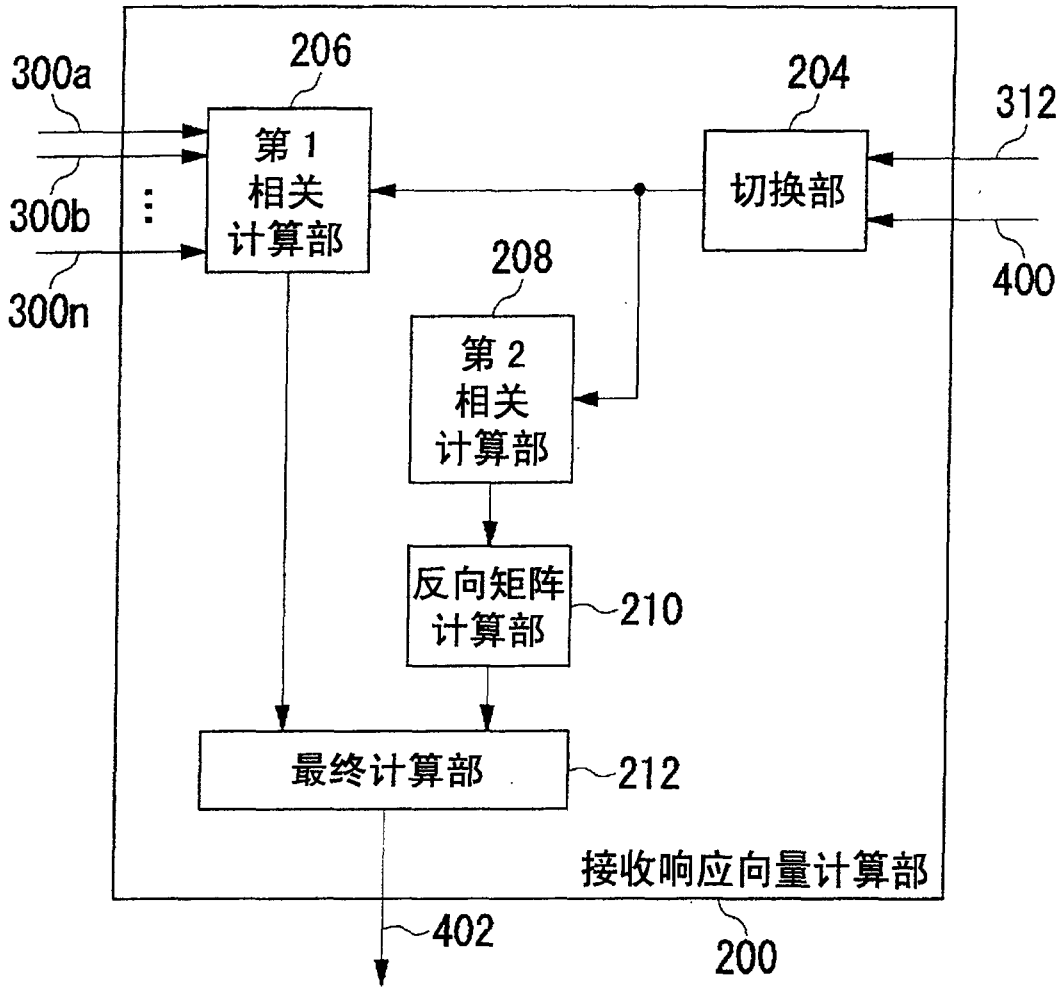 206
204
300a
312
第1
相关
计算部
切换部
300b
⋮
300n
400
208
第2
相关
计算部
反向矩阵
计算部
210
最终计算部
212
接收响应向量计算部
402
200